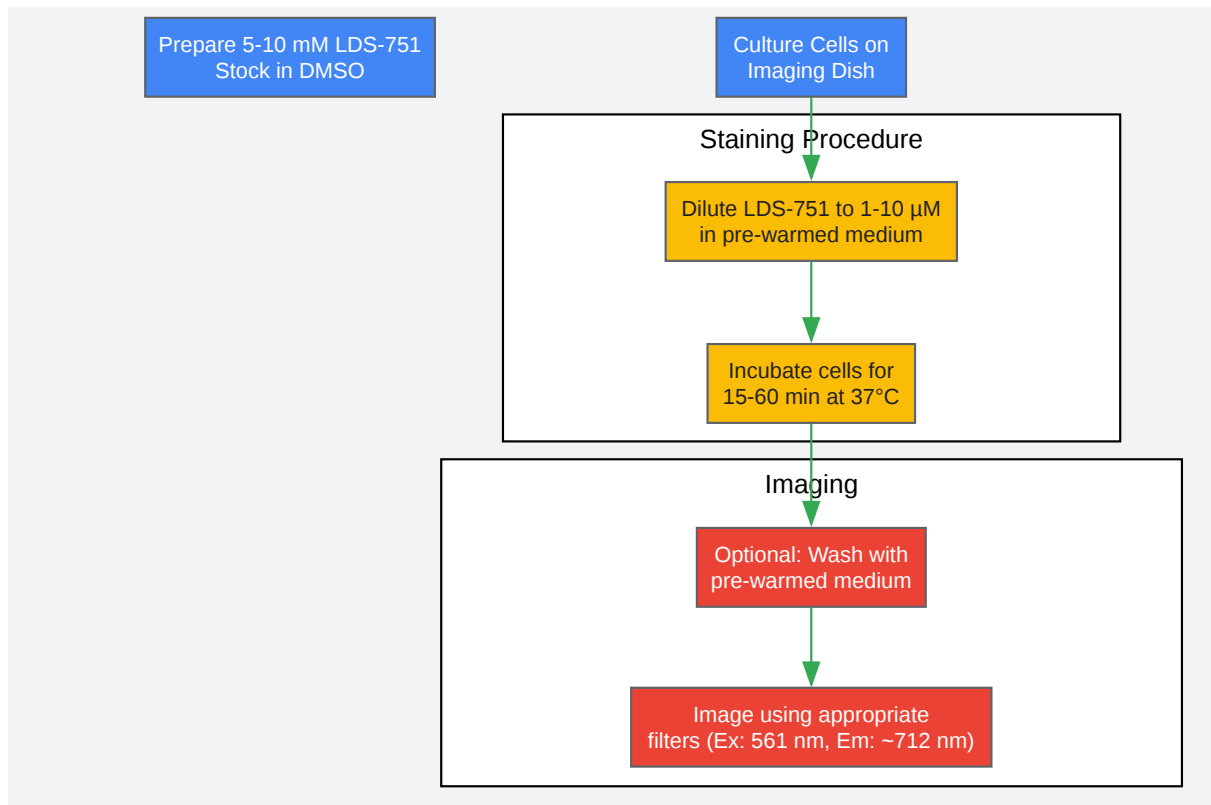 Prepare 5-10 mM LDS-751
Stock in DMSO
Culture Cells on
Imaging Dish
Staining Procedure
Dilute LDS-751 to 1-10 µM
in pre-warmed medium
Incubate cells for
15-60 min at 37°C
Imaging
Optional: Wash with
pre-warmed medium
Image using appropriate
filters (Ex: 561 nm, Em: ~712 nm)